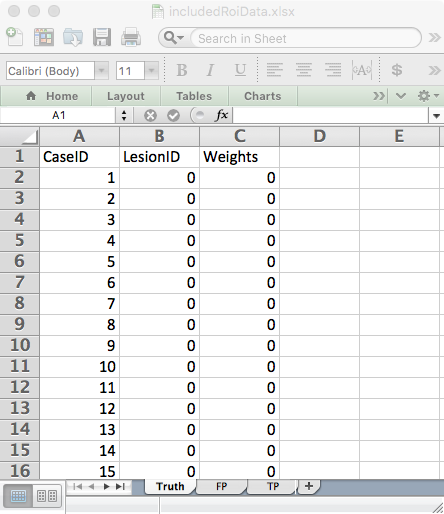 includedRoiData.xlsx
Search in Sheet
Calibri (Body) 11 B I U A $
Home Layout Tables Charts
A1 fx
A B C D E
1 CaseID LesionID Weights
2 1 0 0
3 2 0 0
4 3 0 0
5 4 0 0
6 5 0 0
7 6 0 0
8 7 0 0
9 8 0 0
10 9 0 0
11 10 0 0
12 11 0 0
13 12 0 0
14 13 0 0
15 14 0 0
16 15 0 0
Truth FP TP